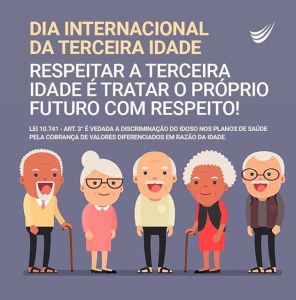 DIA INTERNACIONAL
DA TERCEIRA IDADE
RESPEITAR A TERCEIRA
IDADE É TRATAR O PRÓPRIO
FUTURO COM RESPEITO!
LEI 10.741 - ART. 3° É VEDADA A DISCRIMINAÇÃO DO IDOSO NOS PLANOS DE SAÚDE
PELA COBRANÇA DE VALORES DIFERENCIADOS EM RAZÃO DA IDADE.